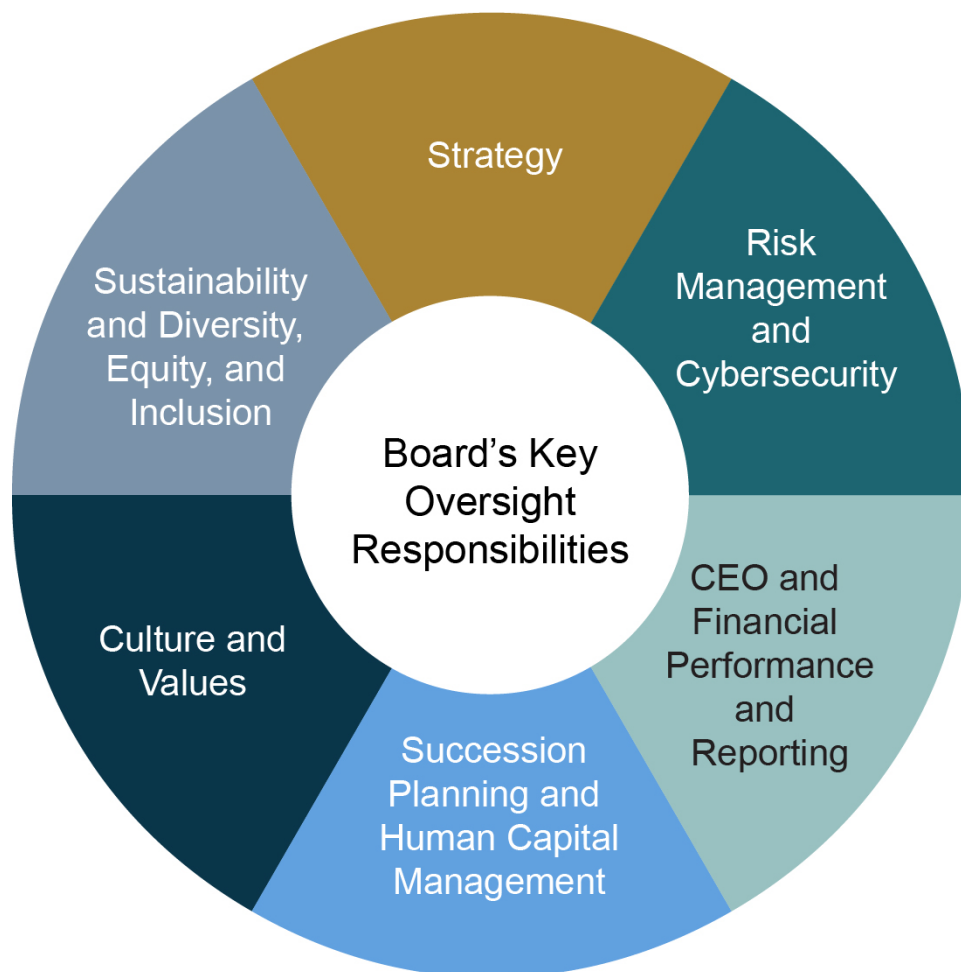 Strategy
Risk
Management
and
Cybersecurity
CEO and
Financial
Performance
and
Reporting
Succession
Planning and
Human Capital
Management
Culture and
Values
Sustainability
and Diversity,
Equity, and
Inclusion
Board’s Key
Oversight
Responsibilities